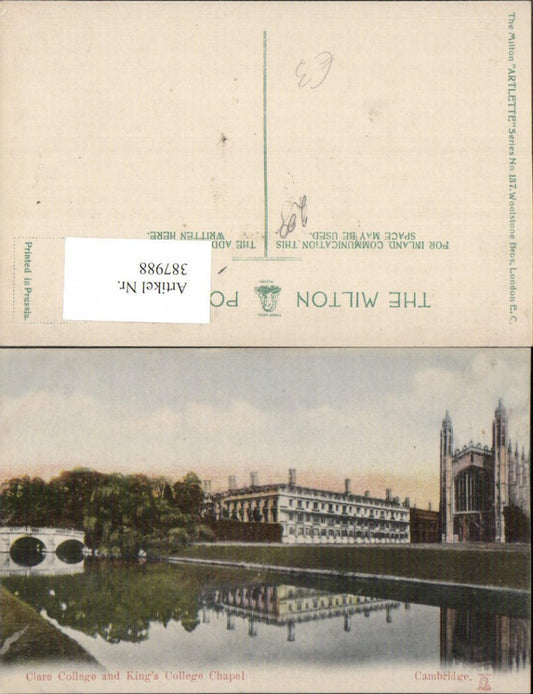 The Milton "ARTLETTE" Series No. 187. Woolstone Bros., London E. C.
THE MILTON PO
FOR INLAND COMMUNICATION THIS
SPACE MAY BE USED.
THE ADD
WRITTEN HERE.
Printed in Prussia.
Artikel Nr.
387988
£3
Clare College and King's College Chapel
Cambridge.